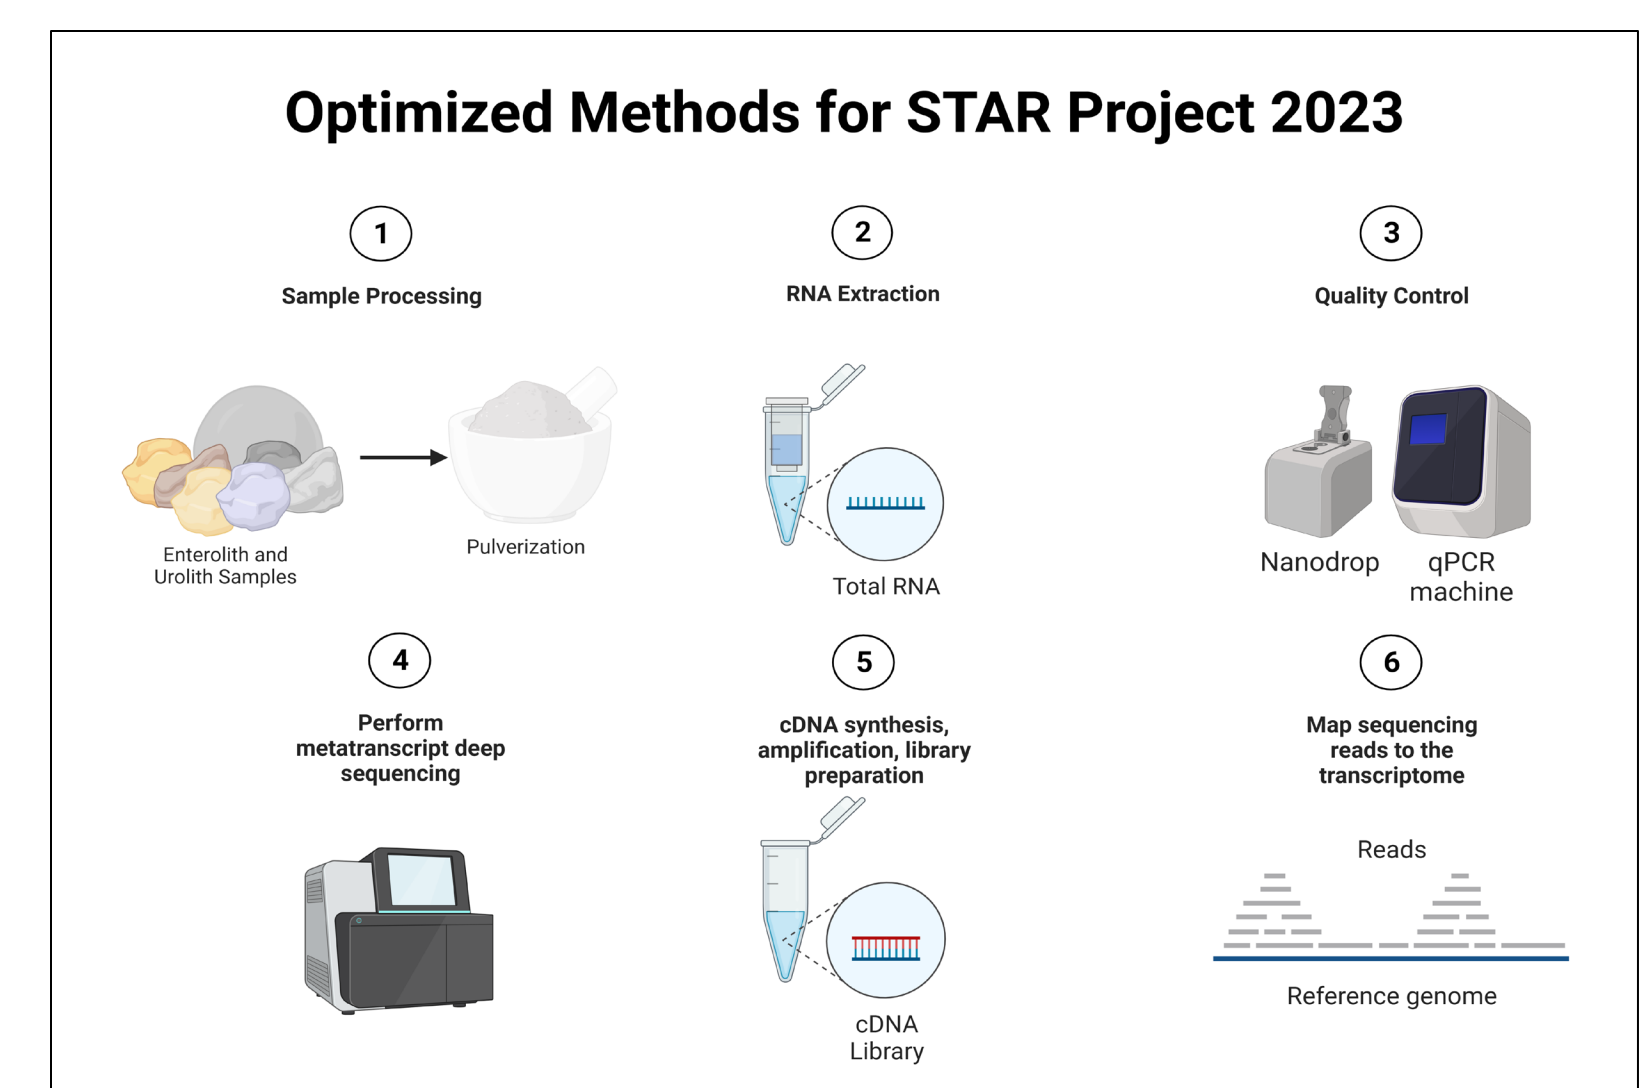 Optimized Methods for STAR Project 2023
1
Sample Processing
Enterolith and
Urolith Samples
Pulverization
2
RNA Extraction
Total RNA
3
Quality Control
Nanodrop
qPCR
machine
4
Perform
metatranscript deep
sequencing
5
cDNA synthesis,
amplification, library
preparation
cDNA
Library
6
Map sequencing
reads to the
transcriptome
Reads
Reference genome